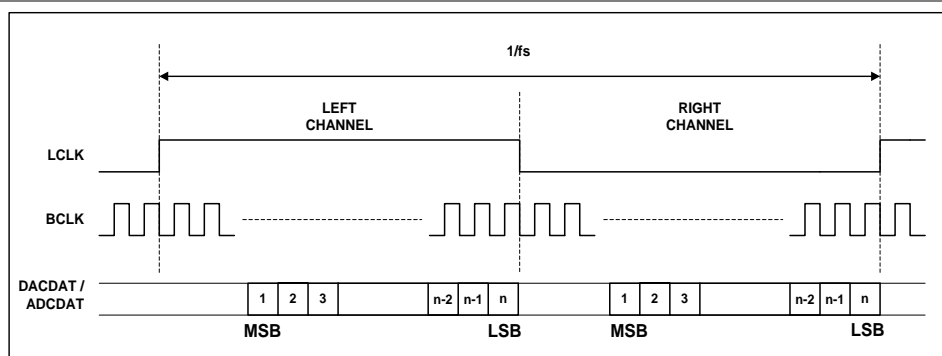 1/fs
LEFT
CHANNEL
RIGHT
CHANNEL
LCLK
BCLK
DACDAT /
ADCDAT
1 2 3 n-2 n-1 n 1 2 3 n-2 n-1 n
MSB LSB MSB LSB